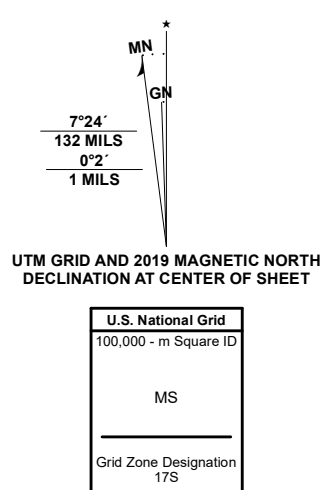 MN
GN
7°24´
132 MILS
0°2´
1 MILS
UTM GRID AND 2019 MAGNETIC NORTH
DECLINATION AT CENTER OF SHEET
U.S. National Grid
100,000 - m Square ID
MS
Grid Zone Designation
17S